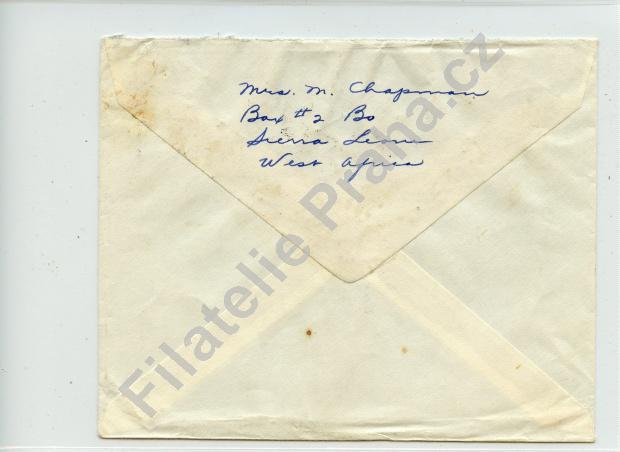 Mrs. M. Chapman
Box #2 Bo
Sierra Leone
West Africa
Filatelie Praha.cz